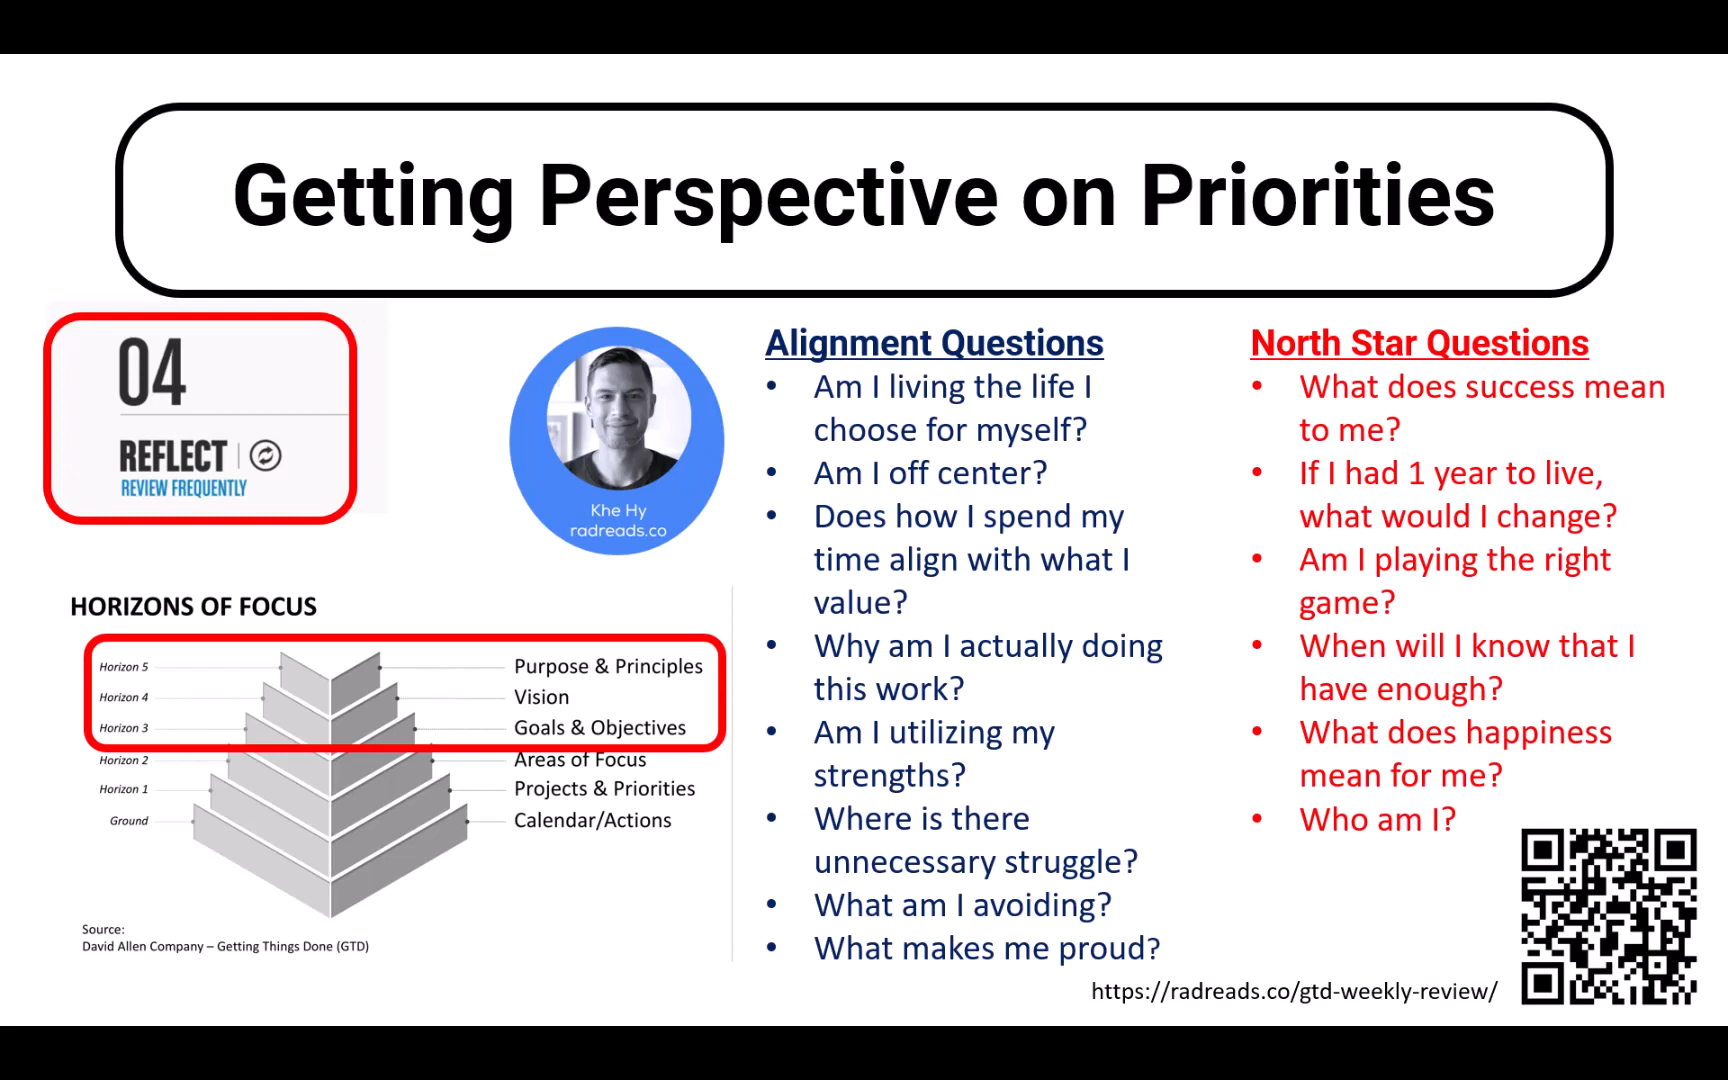 Getting Perspective on Priorities
04
REFLECT
REVIEW FREQUENTLY
Khe Hy
radreads.co
HORIZONS OF FOCUS
Horizon 5 Purpose & Principles
Horizon 4 Vision
Horizon 3 Goals & Objectives
Horizon 2 Areas of Focus
Horizon 1 Projects & Priorities
Ground Calendar/Actions
Source:
David Allen Company – Getting Things Done (GTD)
Alignment Questions
• Am I living the life I
choose for myself?
• Am I off center?
• Does how I spend my
time align with what I
value?
• Why am I actually doing
this work?
• Am I utilizing my
strengths?
• Where is there
unnecessary struggle?
• What am I avoiding?
• What makes me proud?
North Star Questions
• What does success mean
to me?
• If I had 1 year to live,
what would I change?
• Am I playing the right
game?
• When will I know that I
have enough?
• What does happiness
mean for me?
• Who am I?
https://radreads.co/gtd-weekly-review/